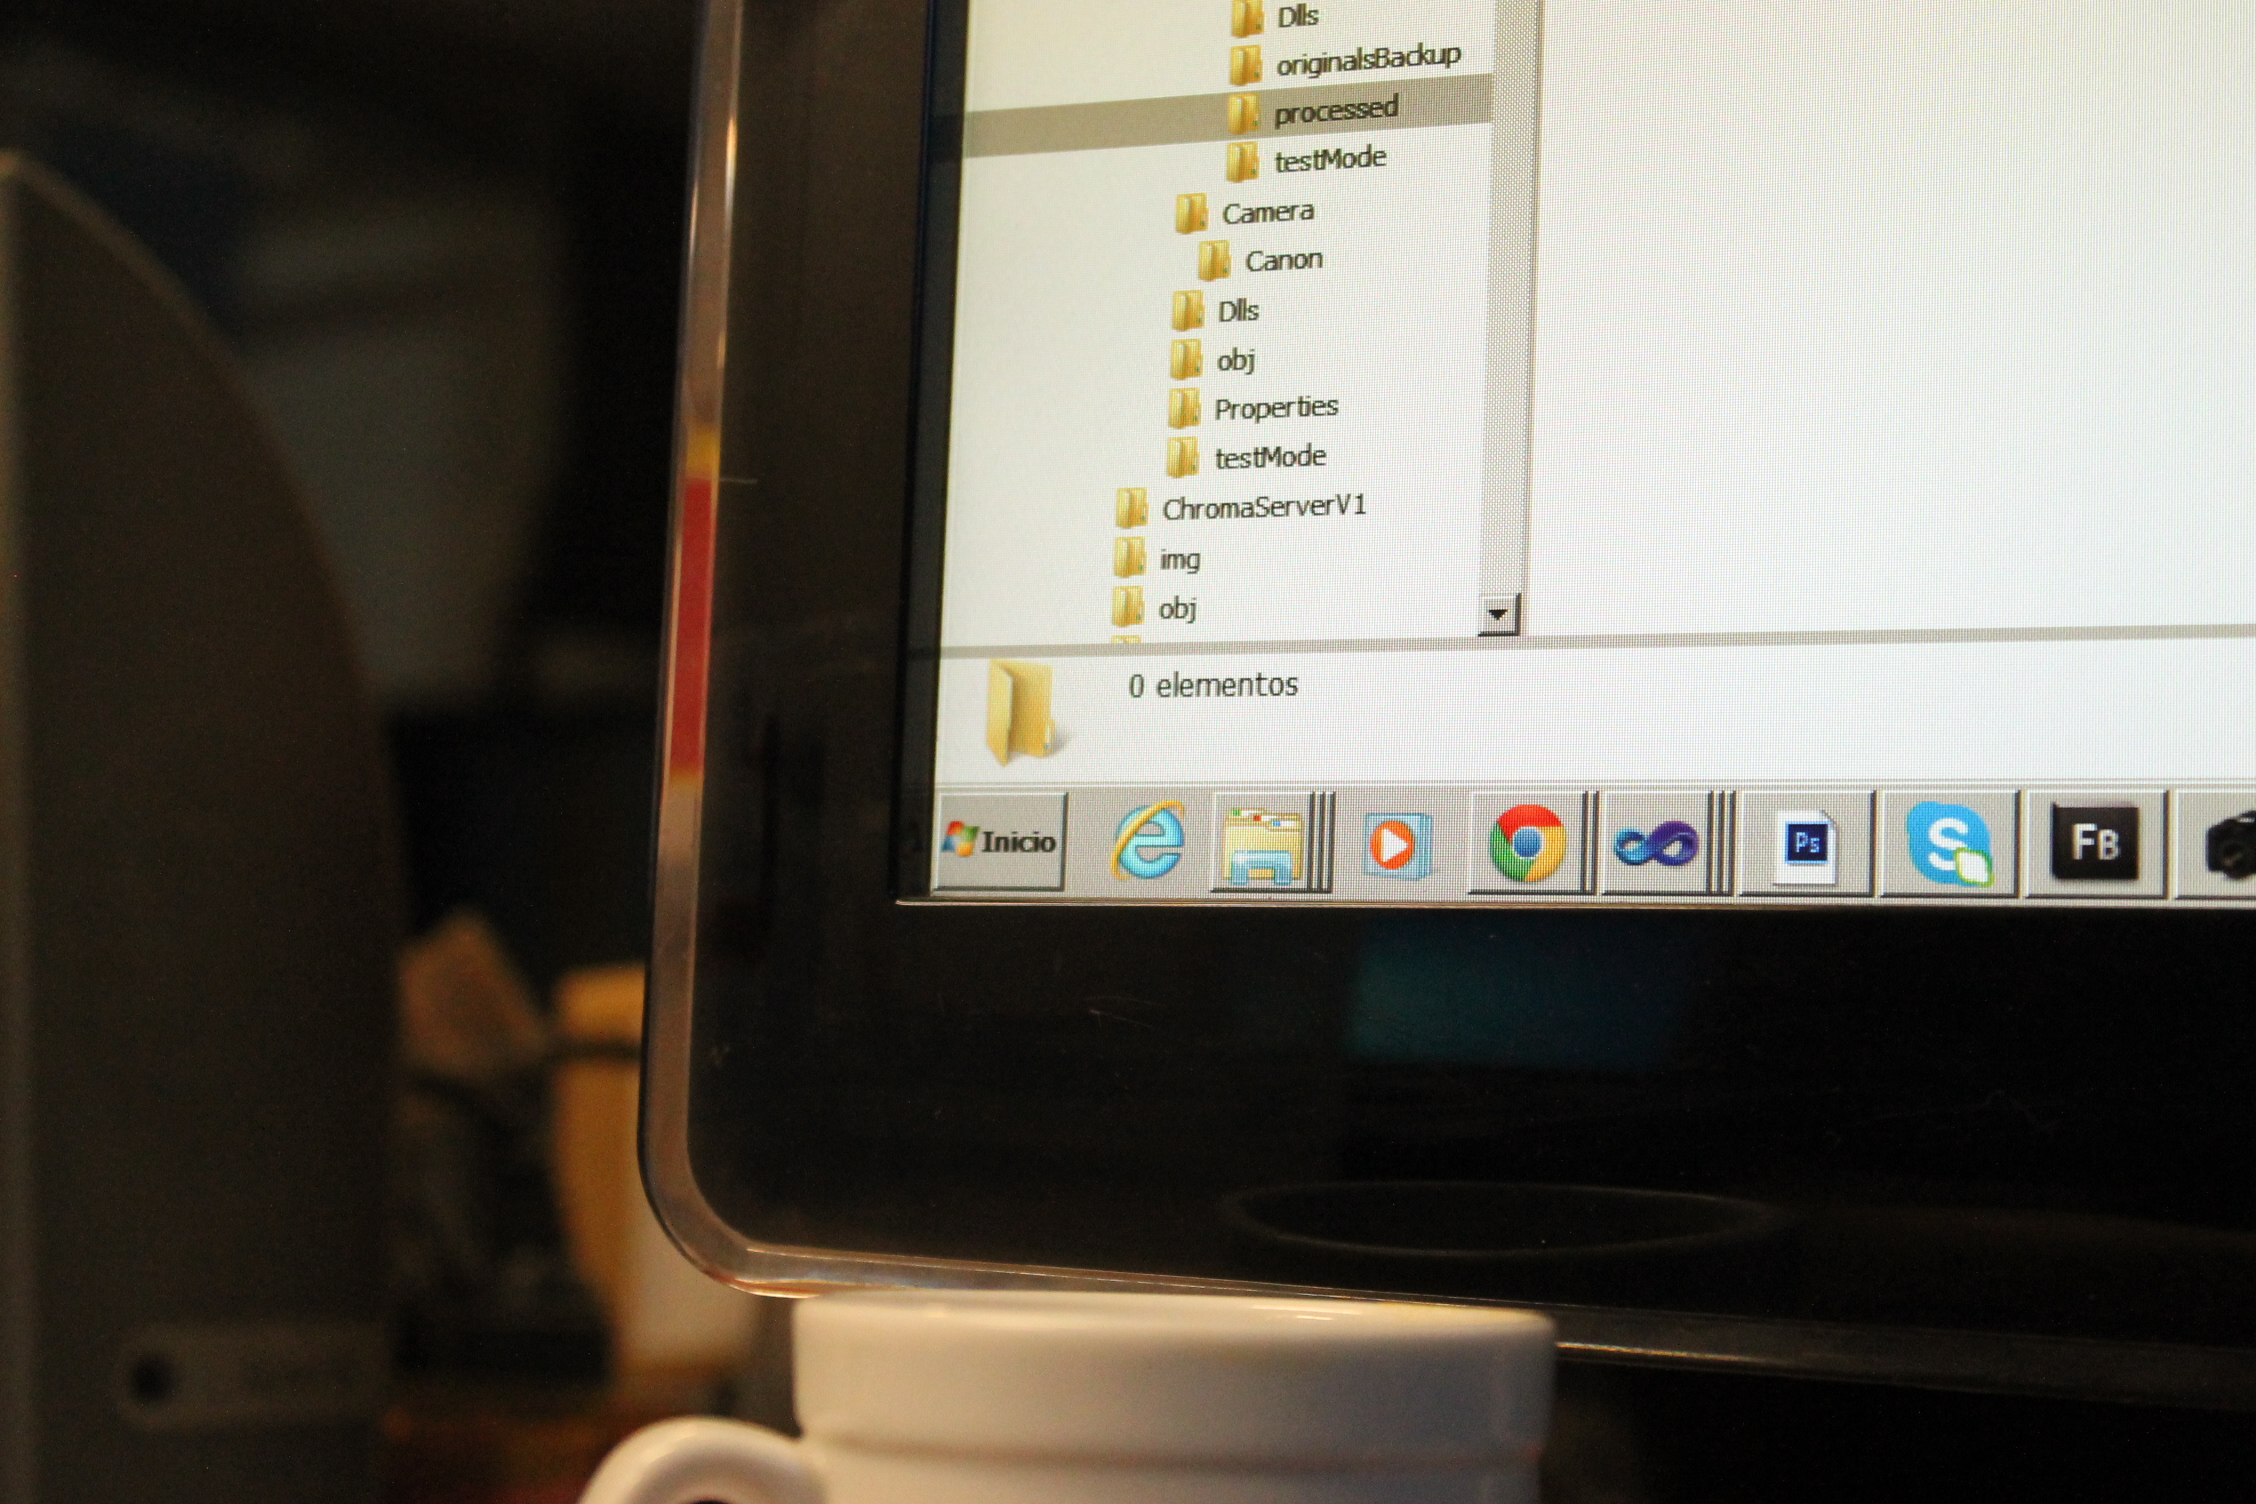 Dlls
originalsBackup
processed
testMode
Camera
Canon
Dlls
obj
Properties
testMode
ChromaServerV1
img
obj
0 elementos
Inicio
Ps
S
FB